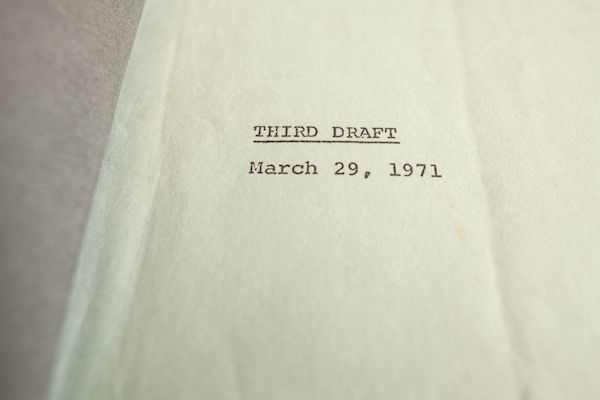 THIRD DRAFT
March 29, 1971